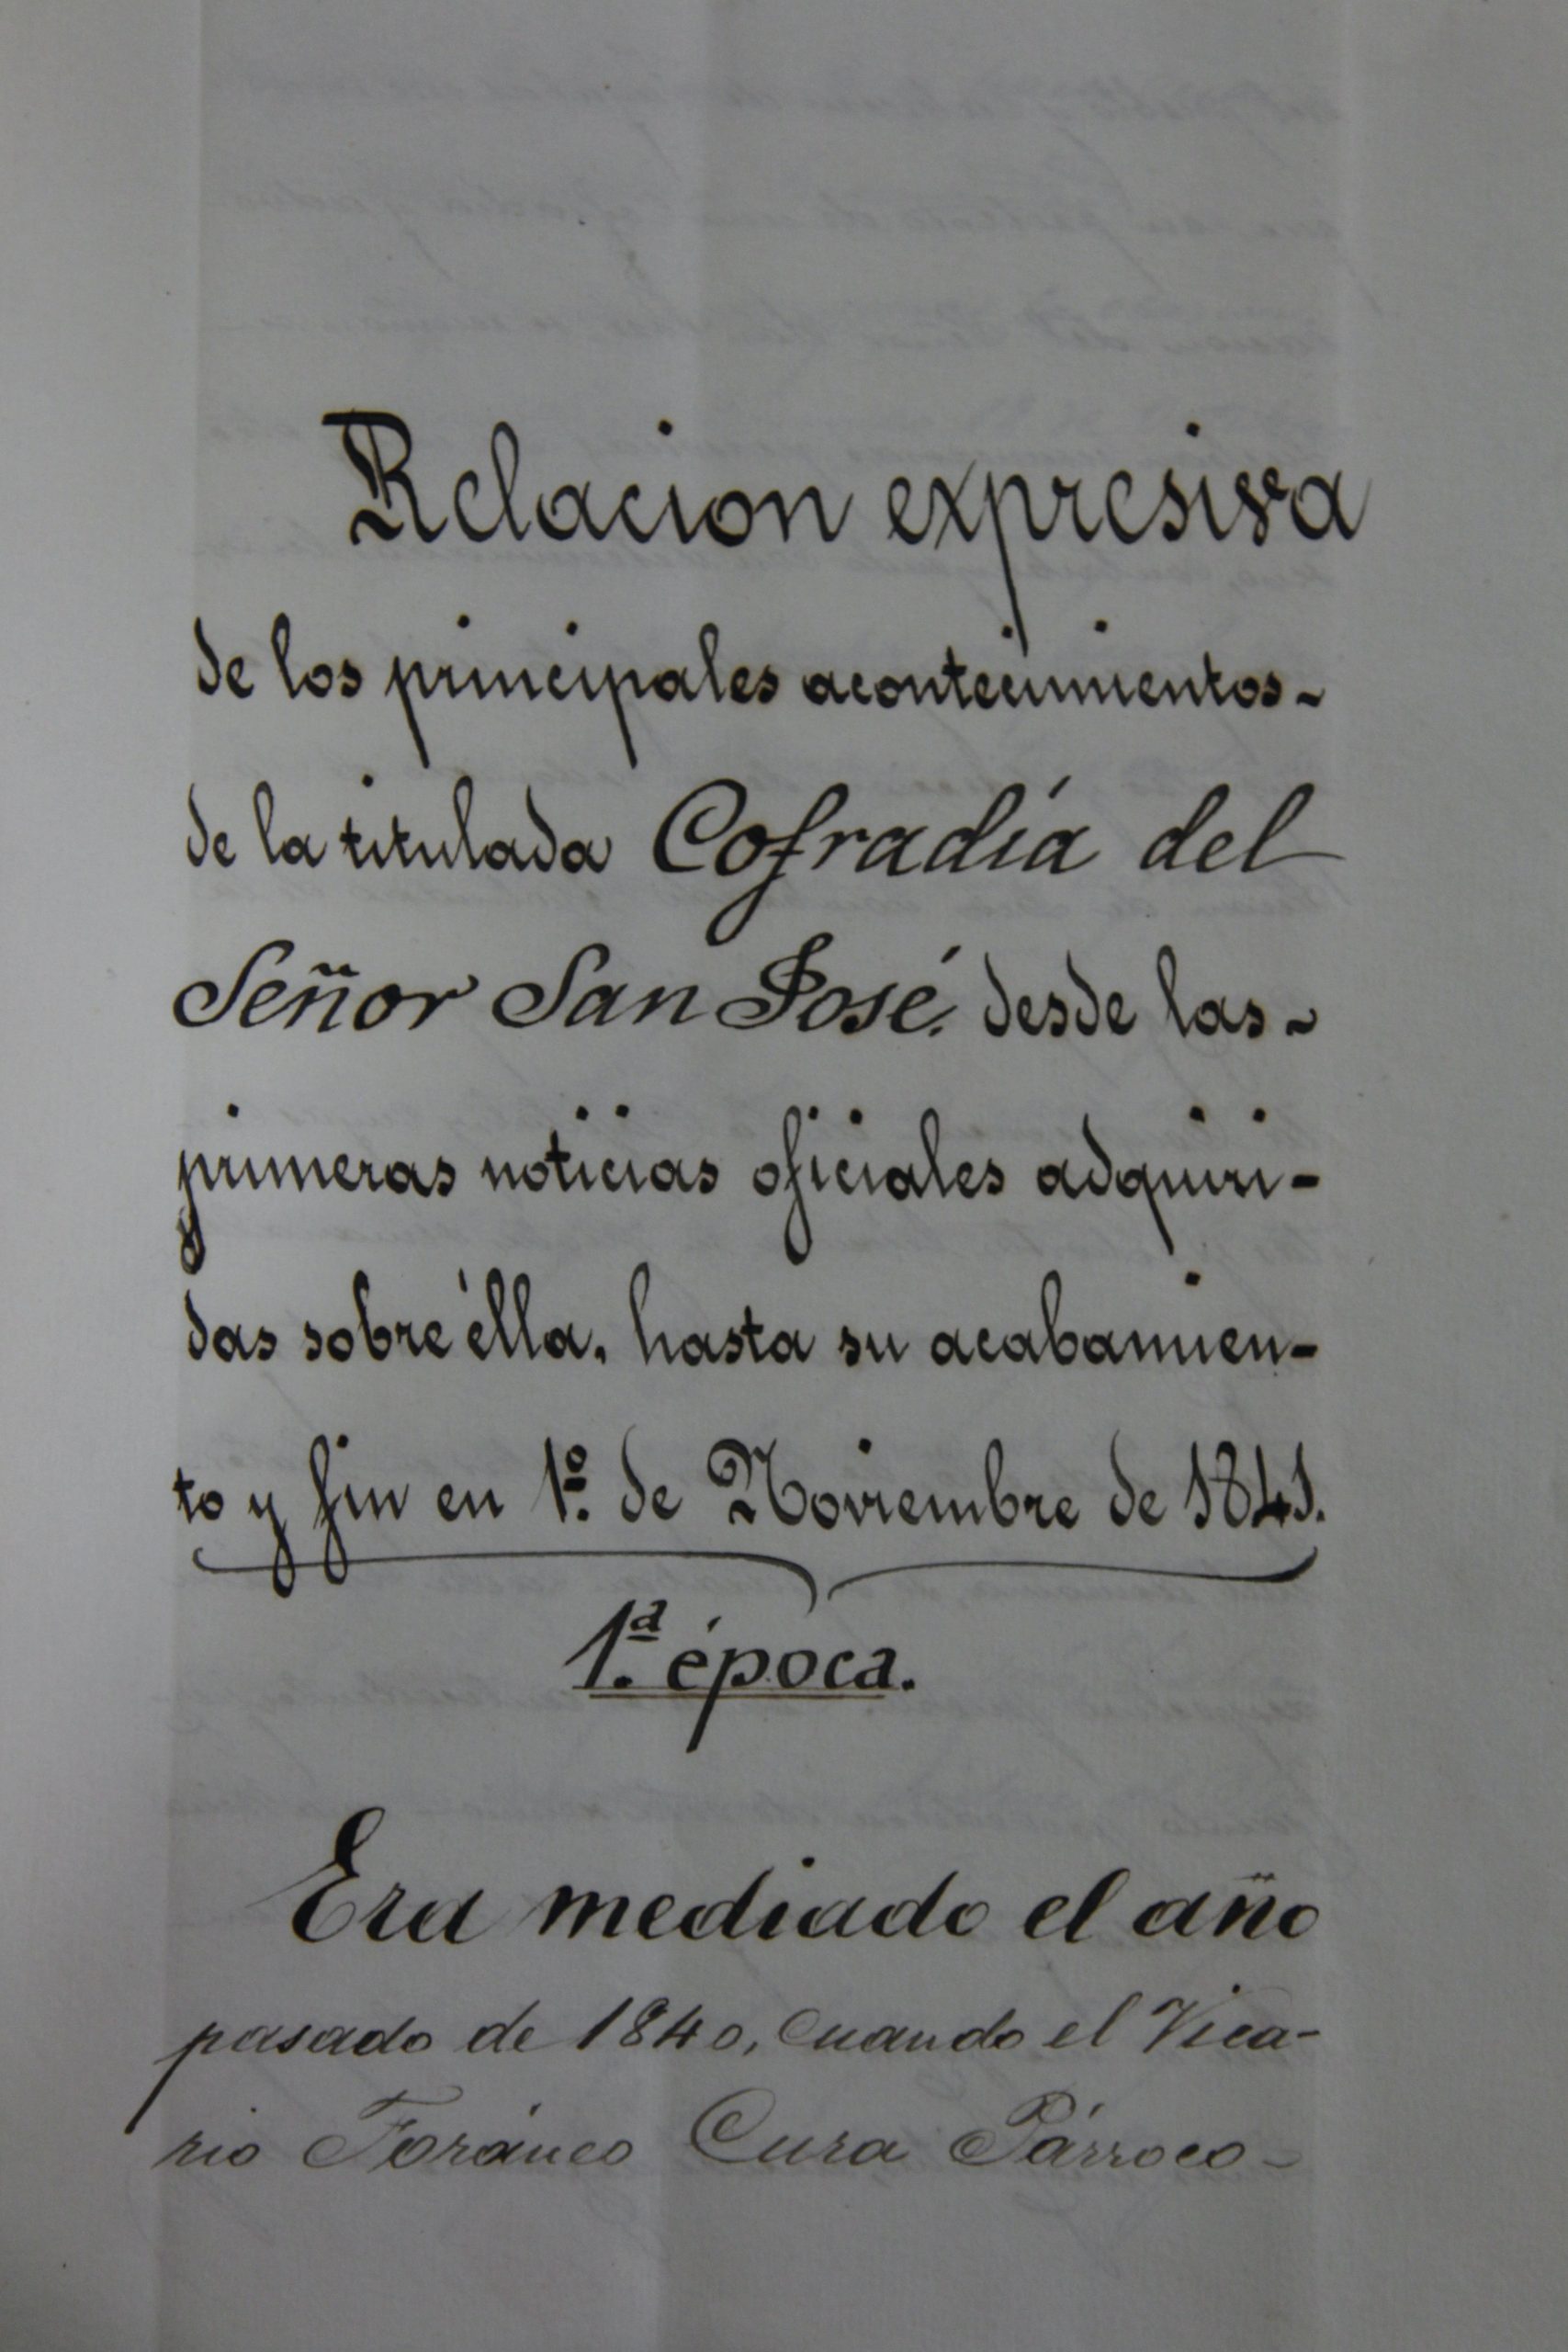 Relacion expresiva
de los principales acontecimientos-
de la titulada Cofradía del
Señor San José. desde las-
primeras noticias oficiales adquiri-
das sobre élla, hasta su acabamien-
to y fin en 1º. de Noviembre de 1841.
1ª. época.
Era mediado el año
pasado de 1840, cuando el Vica-
rio Foráneo Cura Párroco-